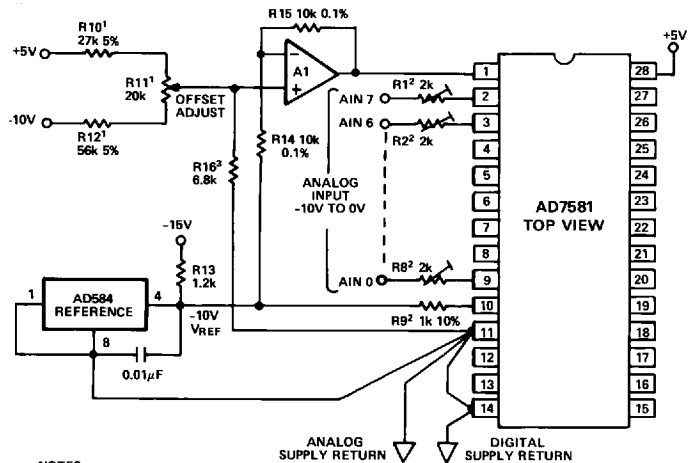 R15 10k 0.1%
R10¹
27k 5%
+5V
R11¹
20k
OFFSET
ADJUST
-10V
R12¹
56k 5%
−
+
A1
R14 10k
0.1%
R16³
6.8k
AIN 7
R1² 2k
AIN 6
R2² 2k
ANALOG
INPUT
-10V TO 0V
AIN 0
R8² 2k
R9² 1k 10%
-15V
R13
1.2k
1
AD584
REFERENCE
4
8
-10V
VREF
0.01µF
+5V
AD7581
TOP VIEW
1
2
3
4
5
6
7
8
9
10
11
12
13
14
28
27
26
25
24
23
22
21
20
19
18
17
16
15
ANALOG
SUPPLY RETURN
DIGITAL
SUPPLY RETURN